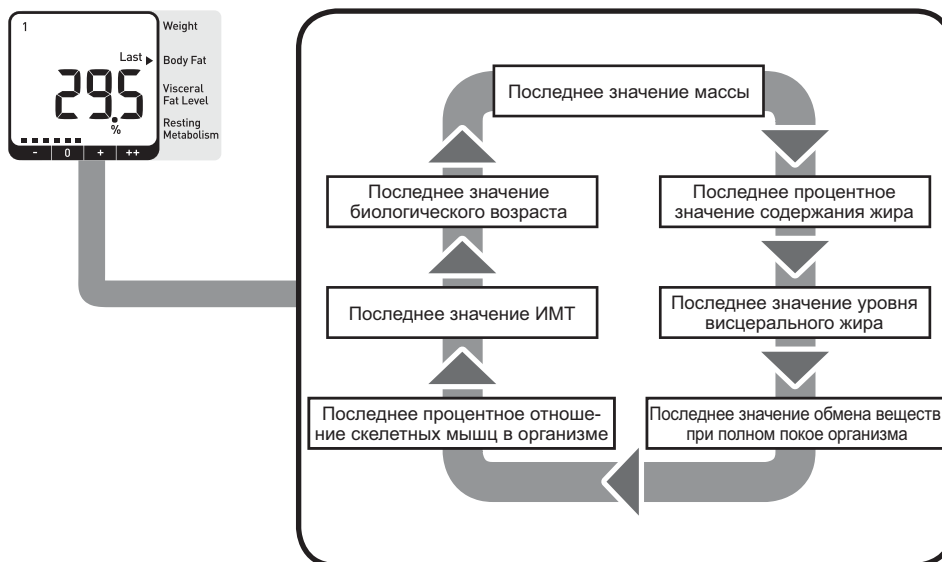 1
Last
29.5
%
- 0 + ++
Weight
Body Fat
Visceral
Fat Level
Resting
Metabolism
Последнее значение массы
Последнее процентное
значение содержания жира
Последнее значение уровня
висцерального жира
Последнее значение обмена веществ
при полном покое организма
Последнее процентное отноше-
ние скелетных мышц в организме
Последнее значение ИМТ
Последнее значение
биологического возраста